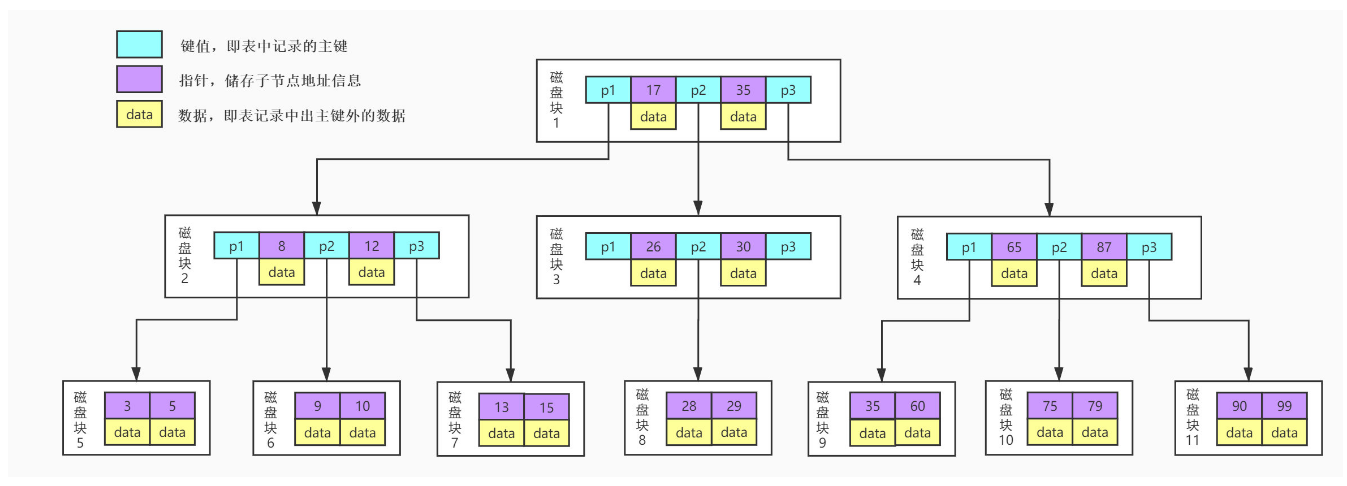 键值，即表中记录的主键
指针，储存子节点地址信息
data 数据，即表记录中出主键外的数据
磁盘块1
p1 17 p2 35 p3
data data
磁盘块2
p1 8 p2 12 p3
data data
磁盘块3
p1 26 p2 30 p3
data data
磁盘块4
p1 65 p2 87 p3
data data
磁盘块5
3 5
data data
磁盘块6
9 10
data data
磁盘块7
13 15
data data
磁盘块8
28 29
data data
磁盘块9
35 60
data data
磁盘块10
75 79
data data
磁盘块11
90 99
data data